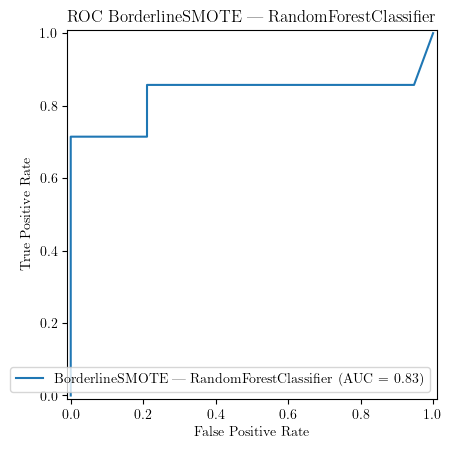 ROC BorderlineSMOTE — RandomForestClassifier
1.0
0.8
0.6
0.4
0.2
0.0
True Positive Rate
BorderlineSMOTE — RandomForestClassifier (AUC = 0.83)
0.0 0.2 0.4 0.6 0.8 1.0
False Positive Rate